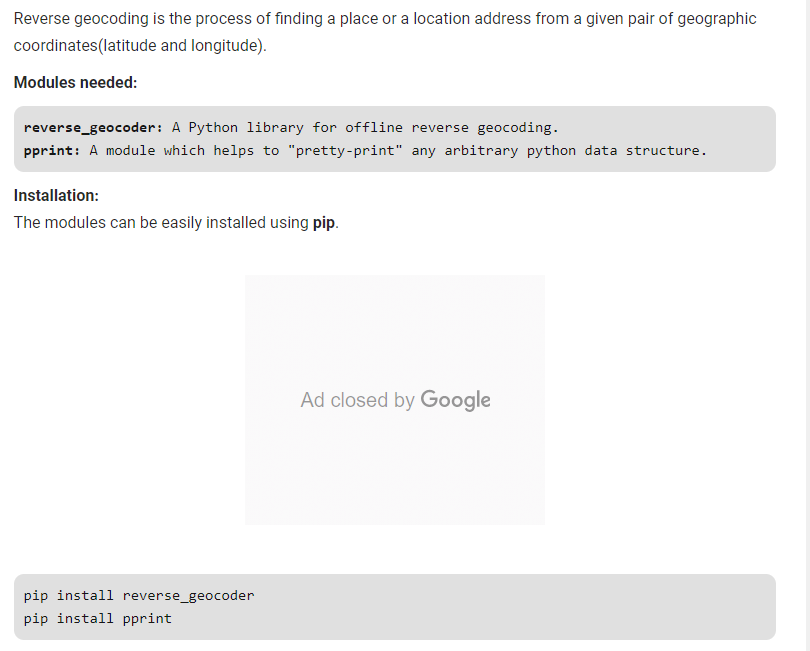 Reverse geocoding is the process of finding a place or a location address from a given pair of geographic
coordinates(latitude and longitude).
Modules needed:
reverse_geocoder: A Python library for offline reverse geocoding.
pprint: A module which helps to "pretty-print" any arbitrary python data structure.
Installation:
The modules can be easily installed using pip.
Ad closed by Google
pip install reverse_geocoder
pip install pprint